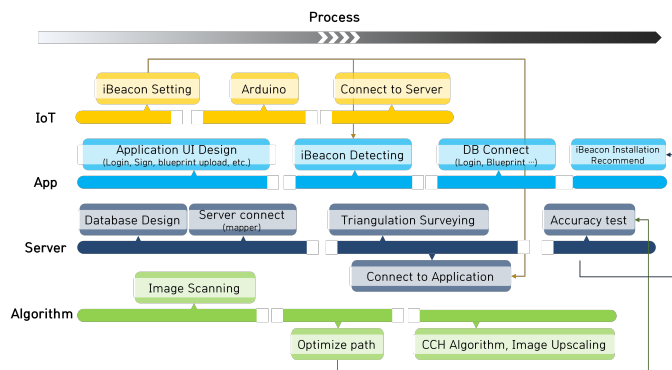 Process
iBeacon Setting
Arduino
Connect to Server
IoT
Application UI Design
(Login, Sign, blueprint upload, etc.)
iBeacon Detecting
DB Connect
(Login, Blueprint ···)
iBeacon Installation
Recommend
App
Database Design
Server connect
(mapper)
Triangulation Surveying
Accuracy test
Server
Connect to Application
Image Scanning
Algorithm
Optimize path
CCH Algorithm, Image Upscaling